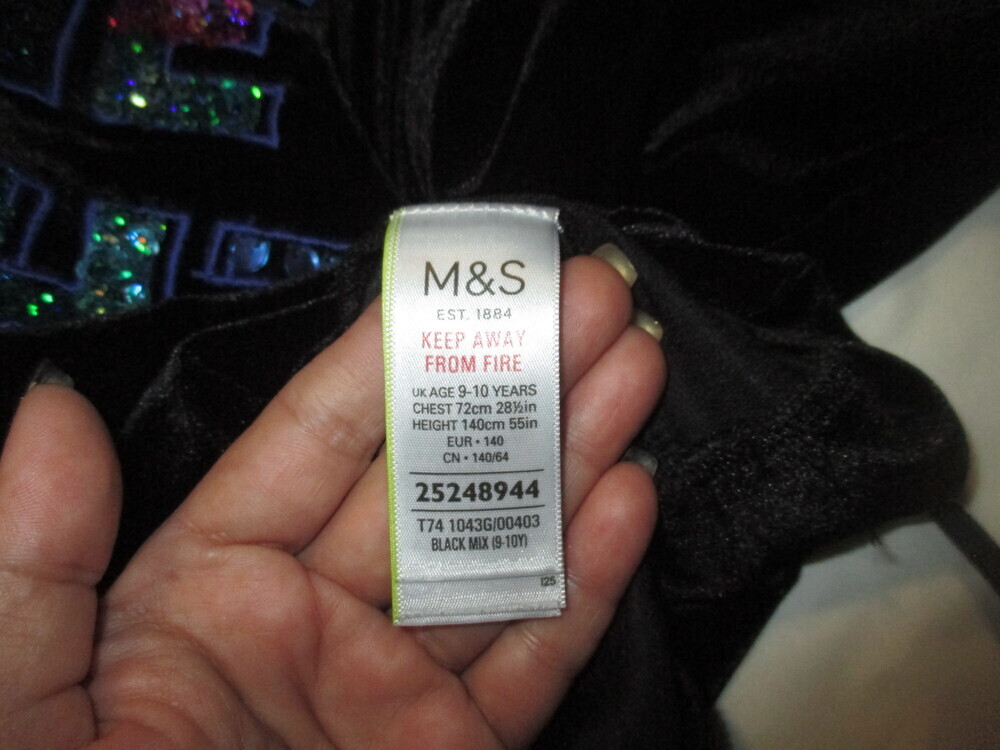 M&S
EST. 1884
KEEP AWAY
FROM FIRE
UK AGE 9-10 YEARS
CHEST 72cm 28½in
HEIGHT 140cm 55in
EUR • 140
CN • 140/64
25248944
T74 1043G/00403
BLACK MIX (9-10Y)
125